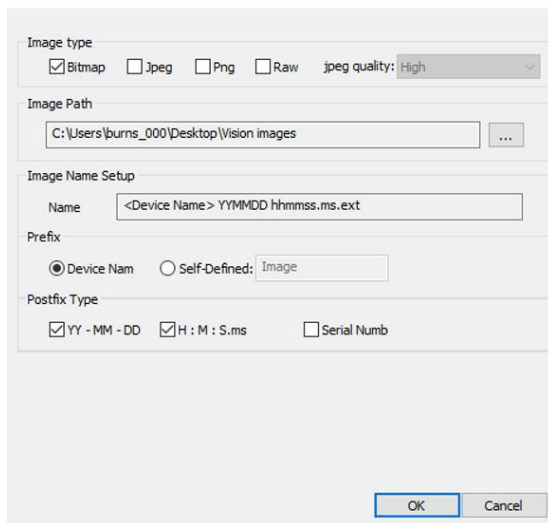 Image type
Bitmap Jpeg Png Raw jpeg quality: High
Image Path
C:\Users\burns_000\Desktop\Vision images ...
Image Name Setup
Name <Device Name> YYMMDD hhmmss.ms.ext
Prefix
Device Nam Self-Defined: Image
Postfix Type
YY - MM - DD H : M : S.ms Serial Numb
OK Cancel